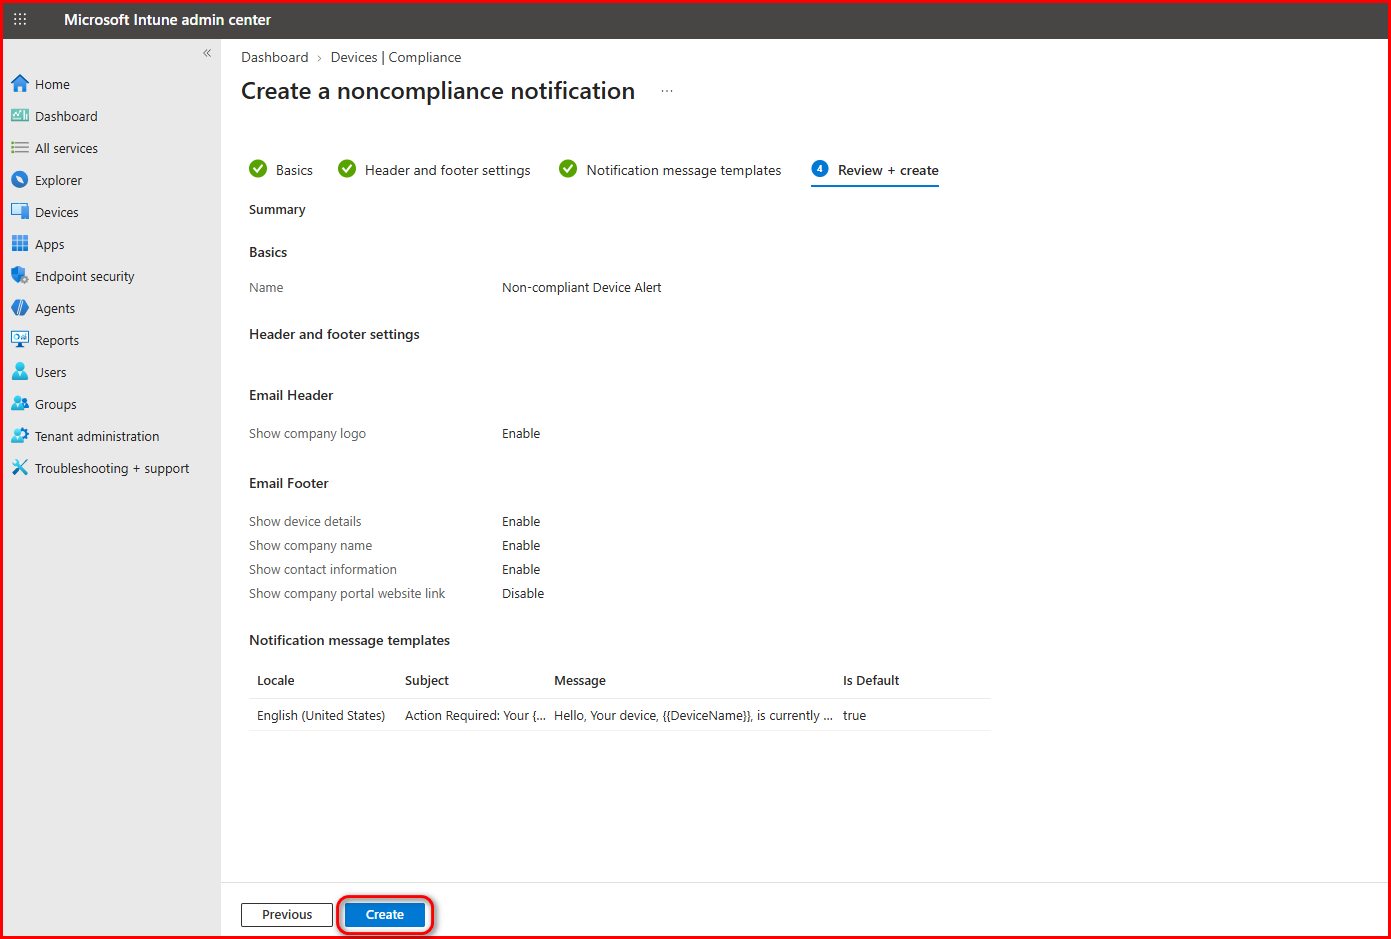 Microsoft Intune admin center
«
Home
Dashboard
All services
Explorer
Devices
Apps
Endpoint security
Agents
Reports
Users
Groups
Tenant administration
Troubleshooting + support
Dashboard > Devices | Compliance
Create a noncompliance notification ...
Basics Header and footer settings Notification message templates 4 Review + create
Summary
Basics
Name Non-compliant Device Alert
Header and footer settings
Email Header
Show company logo Enable
Email Footer
Show device details Enable
Show company name Enable
Show contact information Enable
Show company portal website link Disable
Notification message templates
Locale Subject Message Is Default
English (United States) Action Required: Your {... Hello, Your device, {{DeviceName}}, is currently ... true
Previous Create